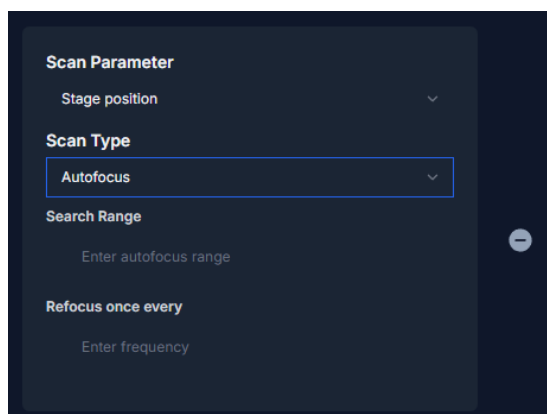 Scan Parameter
Stage position
Scan Type
Autofocus
Search Range
Enter autofocus range
Refocus once every
Enter frequency